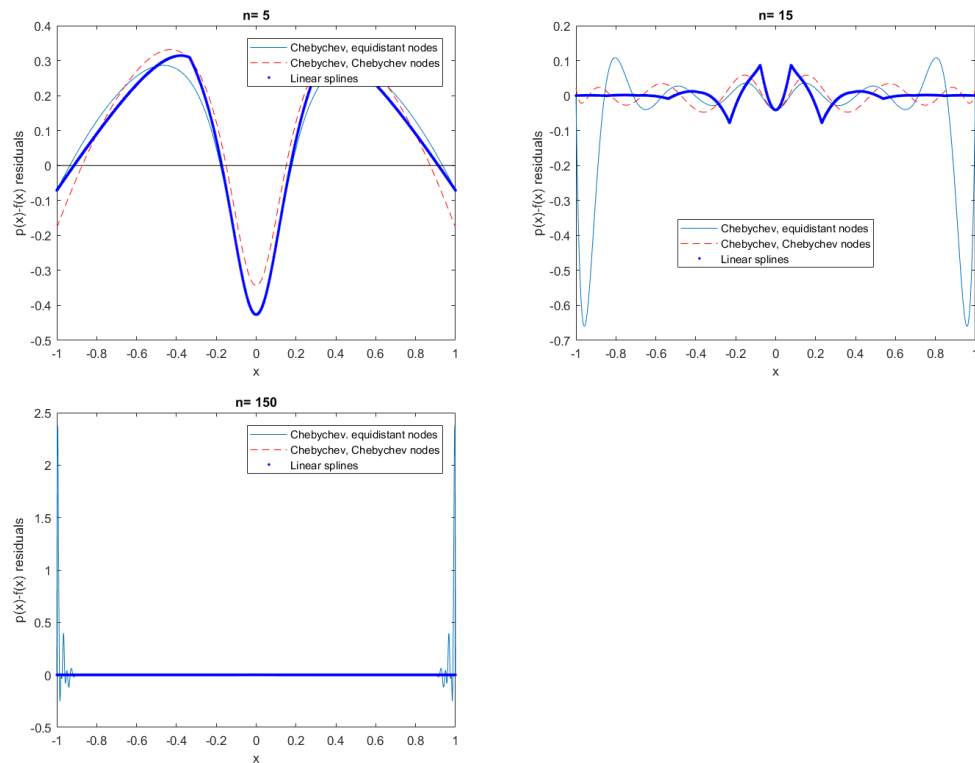 n= 5
0.4
0.3
0.2
0.1
0
-0.1
-0.2
-0.3
-0.4
-0.5
p(x)-f(x) residuals
Chebychev, equidistant nodes
Chebychev, Chebychev nodes
Linear splines
-1 -0.8 -0.6 -0.4 -0.2 0 0.2 0.4 0.6 0.8 1
x
n= 15
0.2
0.1
0
-0.1
-0.2
-0.3
-0.4
-0.5
-0.6
-0.7
p(x)-f(x) residuals
Chebychev, equidistant nodes
Chebychev, Chebychev nodes
Linear splines
-1 -0.8 -0.6 -0.4 -0.2 0 0.2 0.4 0.6 0.8 1
x
n= 150
2.5
2
1.5
1
0.5
0
-0.5
p(x)-f(x) residuals
Chebychev. equidistant nodes
Chebychev, Chebychev nodes
Linear splines
-1 -0.8 -0.6 -0.4 -0.2 0 0.2 0.4 0.6 0.8 1
x